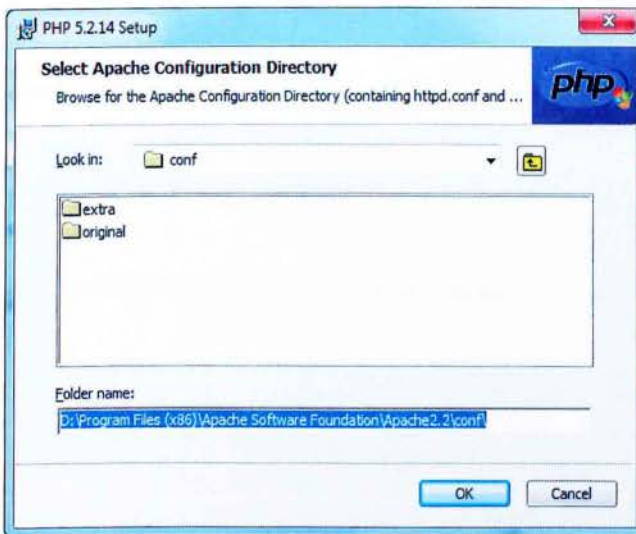 PHP 5.2.14 Setup
Select Apache Configuration Directory
Browse for the Apache Configuration Directory (containing httpd.conf and ...
php
Look in:
conf
extra
original
Folder name:
D:\Program Files (x86)\Apache Software Foundation\Apache2.2\conf\
OK
Cancel